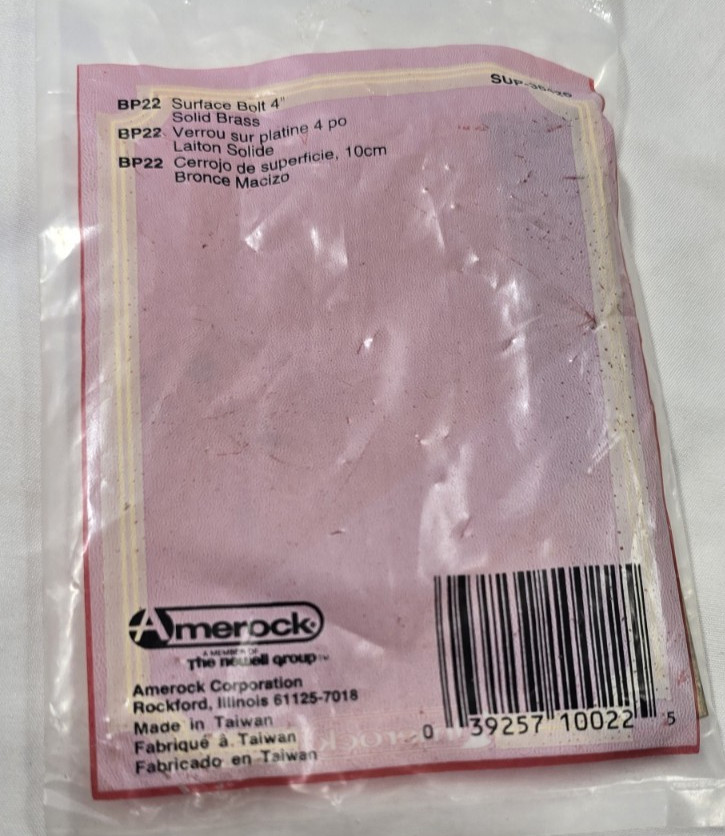 BP22 Surface Bolt 4"
Solid Brass
BP22 Verrou sur platine 4 po
Laiton Solide
BP22 Cerrojo de superficie, 10cm
Bronce Macizo
Amerock
A MEMBER OF
The newell group™
Amerock Corporation
Rockford, Illinois 61125-7018
Made in Taiwan
Fabriqué à Taiwan
Fabricado en Taiwan
0 39257 10022 5